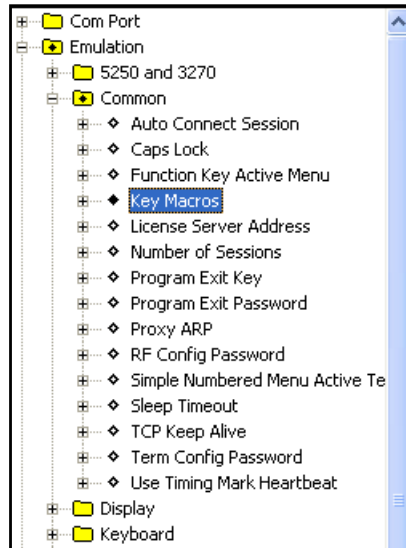 Com Port
Emulation
5250 and 3270
Common
Auto Connect Session
Caps Lock
Function Key Active Menu
Key Macros
License Server Address
Number of Sessions
Program Exit Key
Program Exit Password
Proxy ARP
RF Config Password
Simple Numbered Menu Active Te
Sleep Timeout
TCP Keep Alive
Term Config Password
Use Timing Mark Heartbeat
Display
Keyboard